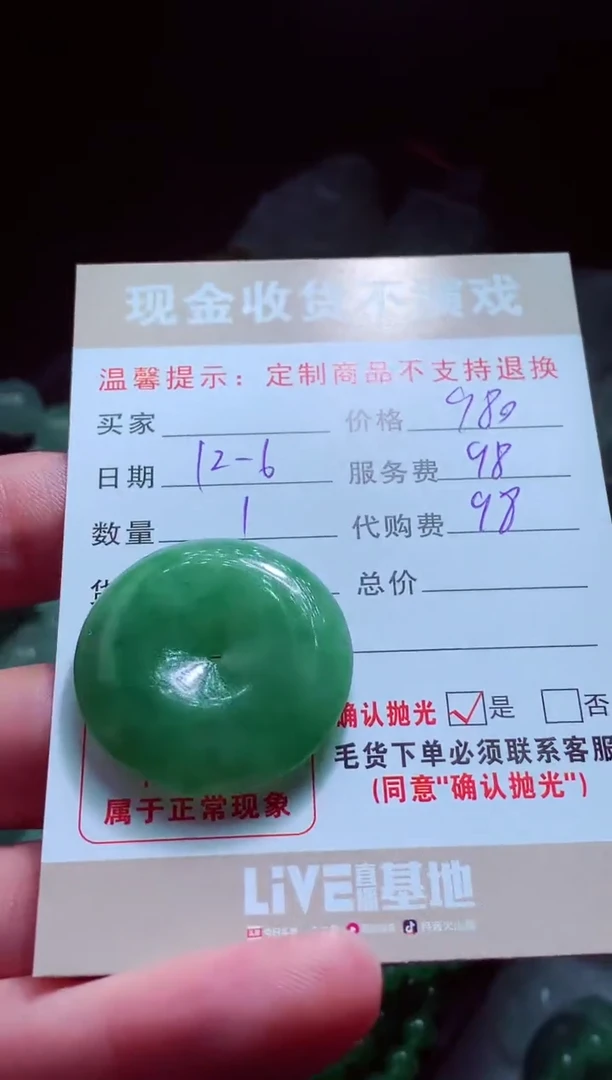 现金收货不演戏
温馨提示：定制商品不支持退换
买家 价格 980
日期 12-6 服务费 98
数量 1 代购费 98
总价
确认抛光 是 否
毛货下单必须联系客服
(同意"确认抛光")
属于正常现象
LiVE直播基地